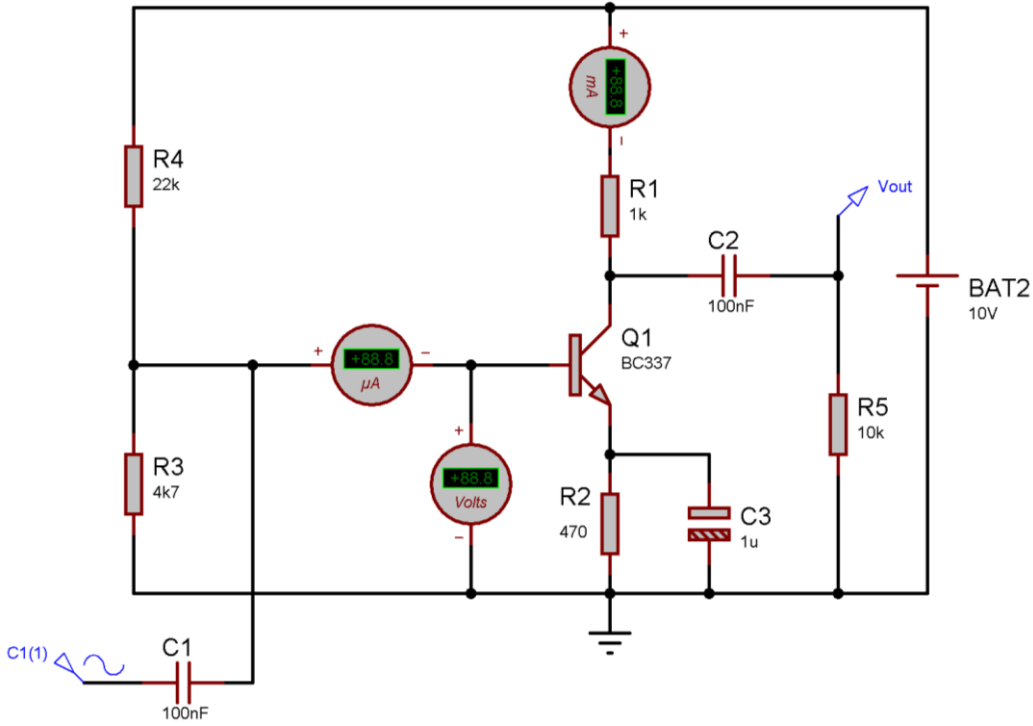 +
+88.8
mA
-
R4
22k
R1
1k
Vout
C2
100nF
BAT2
10V
Q1
BC337
+
+88.8
µA
-
R5
10k
+
+88.8
Volts
-
R3
4k7
R2
470
C3
1u
C1(1)
C1
100nF